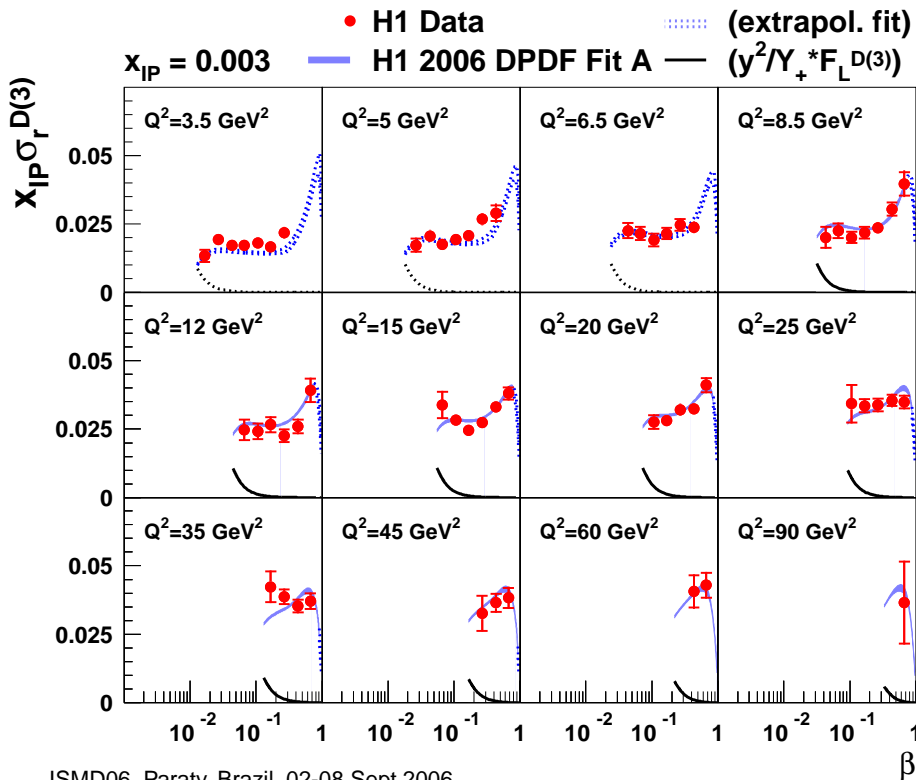 H1 Data
(extrapol. fit)
x_IP = 0.003
H1 2006 DPDF Fit A
(y²/Y₊*F_L^D(3))
x_IP σ_r^D(3)
Q²=3.5 GeV²
Q²=5 GeV²
Q²=6.5 GeV²
Q²=8.5 GeV²
0.05
0.025
0
Q²=12 GeV²
Q²=15 GeV²
Q²=20 GeV²
Q²=25 GeV²
0.05
0.025
0
Q²=35 GeV²
Q²=45 GeV²
Q²=60 GeV²
Q²=90 GeV²
0.05
0.025
0
10⁻² 10⁻¹ 1 10⁻² 10⁻¹ 1 10⁻² 10⁻¹ 1 10⁻² 10⁻¹ 1
β
ISMD06, Paraty, Brazil, 02-08 Sept 2006